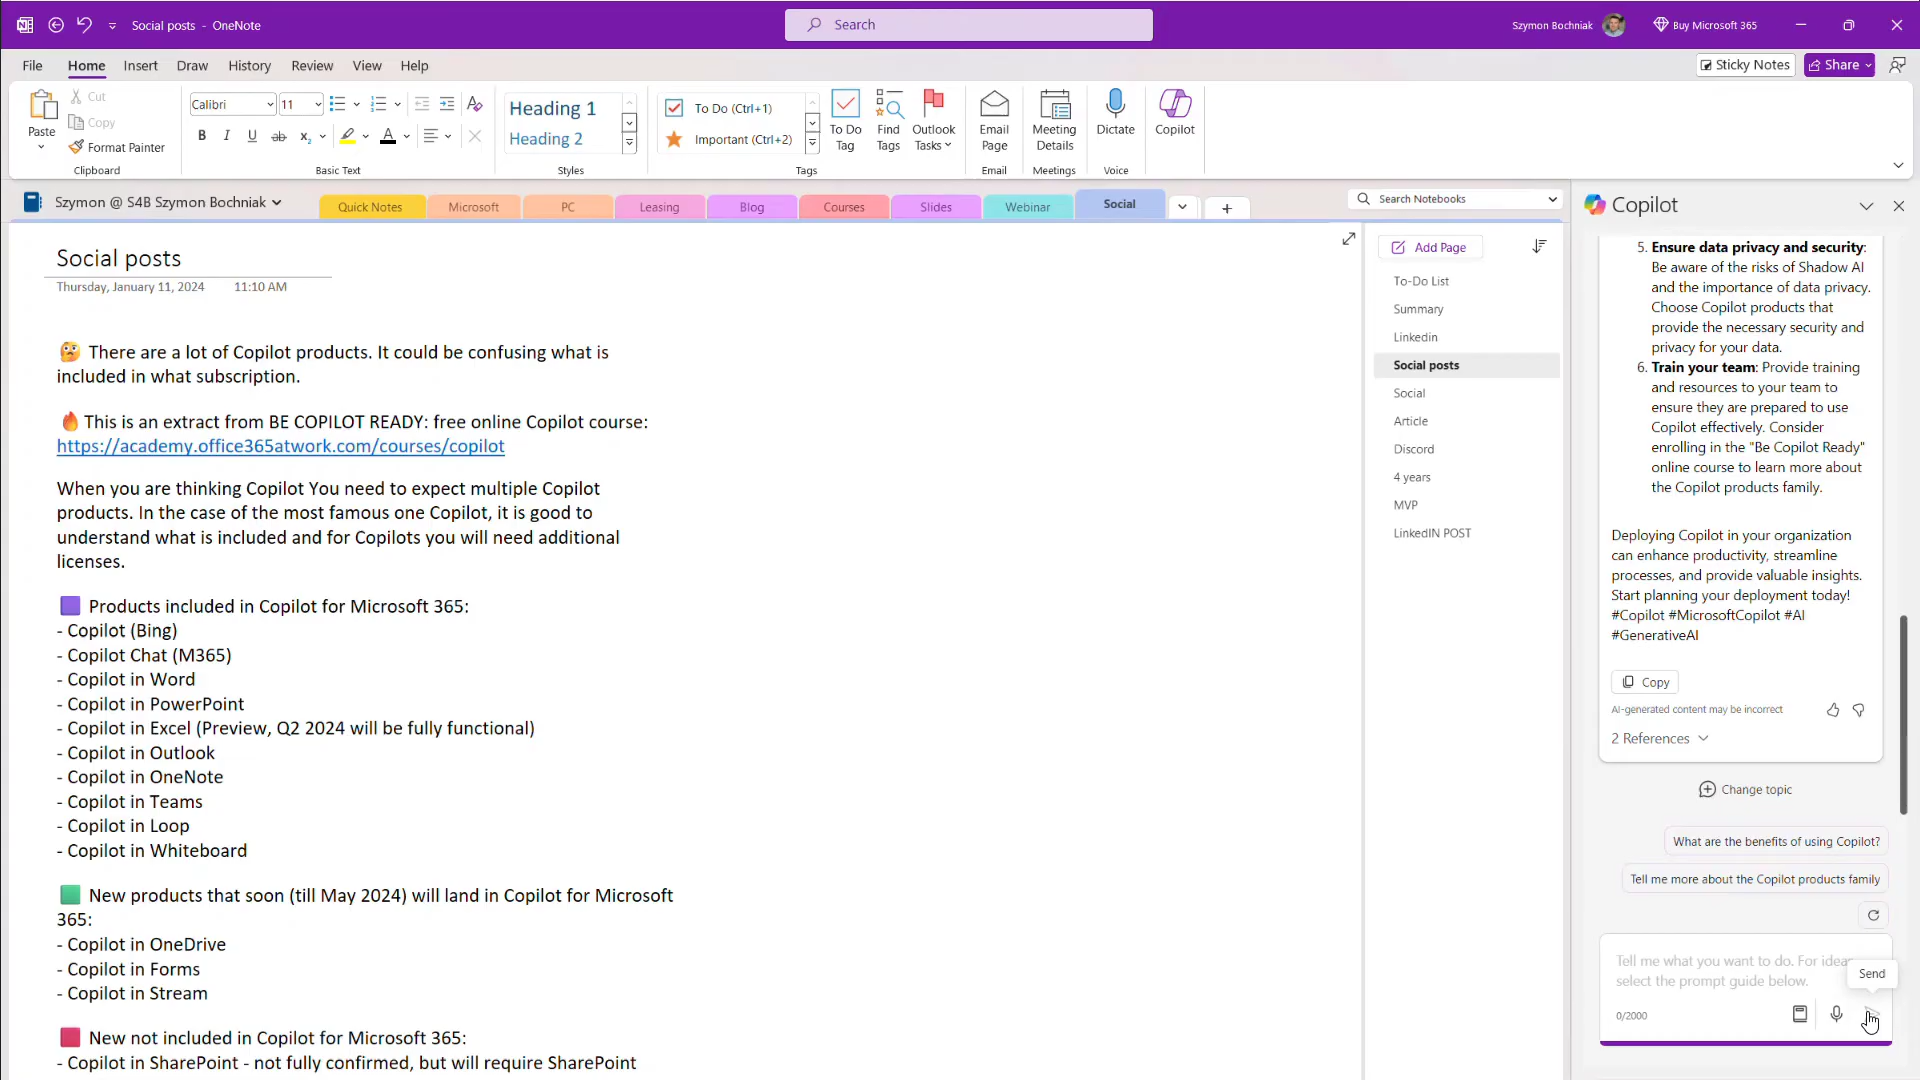 Social posts - OneNote
Search
Szymon Bochniak
Buy Microsoft 365
File Home Insert Draw History Review View Help
Sticky Notes
Share
Paste
Cut
Copy
Format Painter
Clipboard
Calibri
11
B I U ab x₂ A
Basic Text
Heading 1
Heading 2
Styles
To Do (Ctrl+1)
Important (Ctrl+2)
To Do Tag
Find Tags
Outlook Tasks
Tags
Email Page
Email
Meeting Details
Meetings
Dictate
Voice
Copilot
Szymon @ S4B Szymon Bochniak
Quick Notes
Microsoft
PC
Leasing
Blog
Courses
Slides
Webinar
Social
+
Search Notebooks
Social posts
Thursday, January 11, 2024 11:10 AM
There are a lot of Copilot products. It could be confusing what is
included in what subscription.
This is an extract from BE COPILOT READY: free online Copilot course:
https://academy.office365atwork.com/courses/copilot
When you are thinking Copilot You need to expect multiple Copilot
products. In the case of the most famous one Copilot, it is good to
understand what is included and for Copilots you will need additional
licenses.
Products included in Copilot for Microsoft 365:
- Copilot (Bing)
- Copilot Chat (M365)
- Copilot in Word
- Copilot in PowerPoint
- Copilot in Excel (Preview, Q2 2024 will be fully functional)
- Copilot in Outlook
- Copilot in OneNote
- Copilot in Teams
- Copilot in Loop
- Copilot in Whiteboard
New products that soon (till May 2024) will land in Copilot for Microsoft
365:
- Copilot in OneDrive
- Copilot in Forms
- Copilot in Stream
New not included in Copilot for Microsoft 365:
- Copilot in SharePoint - not fully confirmed, but will require SharePoint
Add Page
To-Do List
Summary
Linkedin
Social posts
Social
Article
Discord
4 years
MVP
LinkedIN POST
Copilot
5. Ensure data privacy and security:
Be aware of the risks of Shadow AI
and the importance of data privacy.
Choose Copilot products that
provide the necessary security and
privacy for your data.
6. Train your team: Provide training
and resources to your team to
ensure they are prepared to use
Copilot effectively. Consider
enrolling in the "Be Copilot Ready"
online course to learn more about
the Copilot products family.
Deploying Copilot in your organization
can enhance productivity, streamline
processes, and provide valuable insights.
Start planning your deployment today!
#Copilot #MicrosoftCopilot #AI
#GenerativeAI
Copy
AI-generated content may be incorrect
2 References
Change topic
What are the benefits of using Copilot?
Tell me more about the Copilot products family
Tell me what you want to do. For ideas
select the prompt guide below.
Send
0/2000